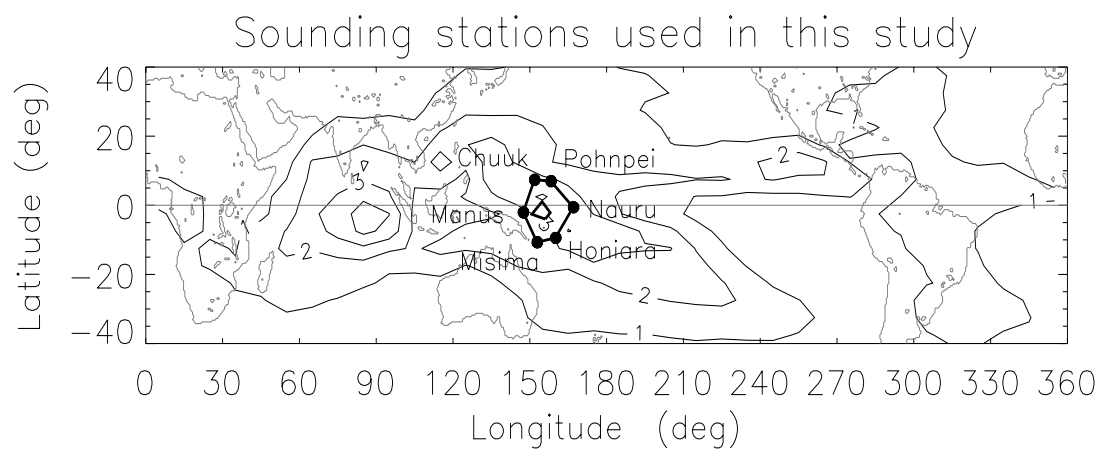 Sounding stations used in this study
Latitude (deg)
40
20
0
−20
−40
Chuuk
Pohnpei
Manus
Nauru
Misima
Honiara
3
2
2
2
1
1
1
0 30 60 90 120 150 180 210 240 270 300 330 360
Longitude (deg)